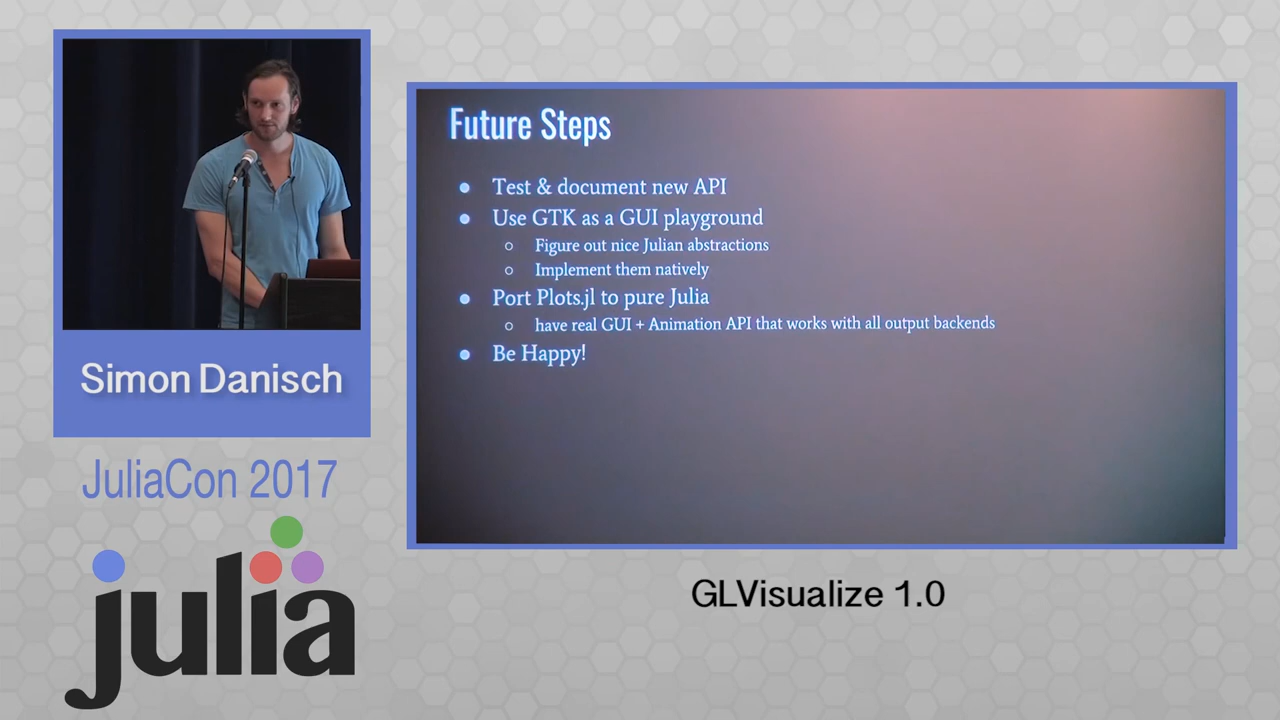 Simon Danisch
JuliaCon 2017
julia
Future Steps
● Test & document new API
● Use GTK as a GUI playground
○ Figure out nice Julian abstractions
○ Implement them natively
● Port Plots.jl to pure Julia
○ have real GUI + Animation API that works with all output backends
● Be Happy!
GLVisualize 1.0